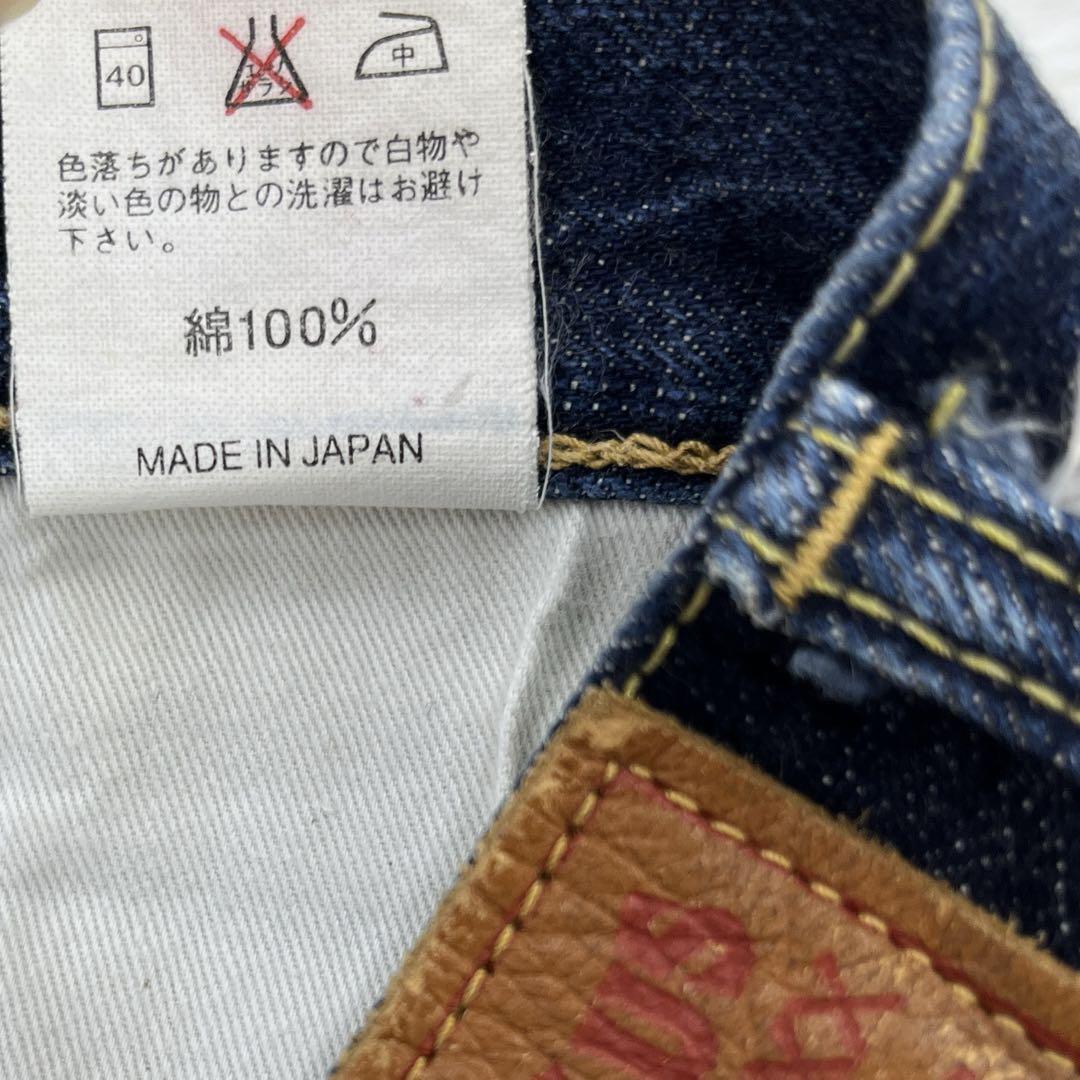 40
中
色落ちがありますので白物や
淡い色の物との洗濯はお避け
下さい。
綿100%
MADE IN JAPAN